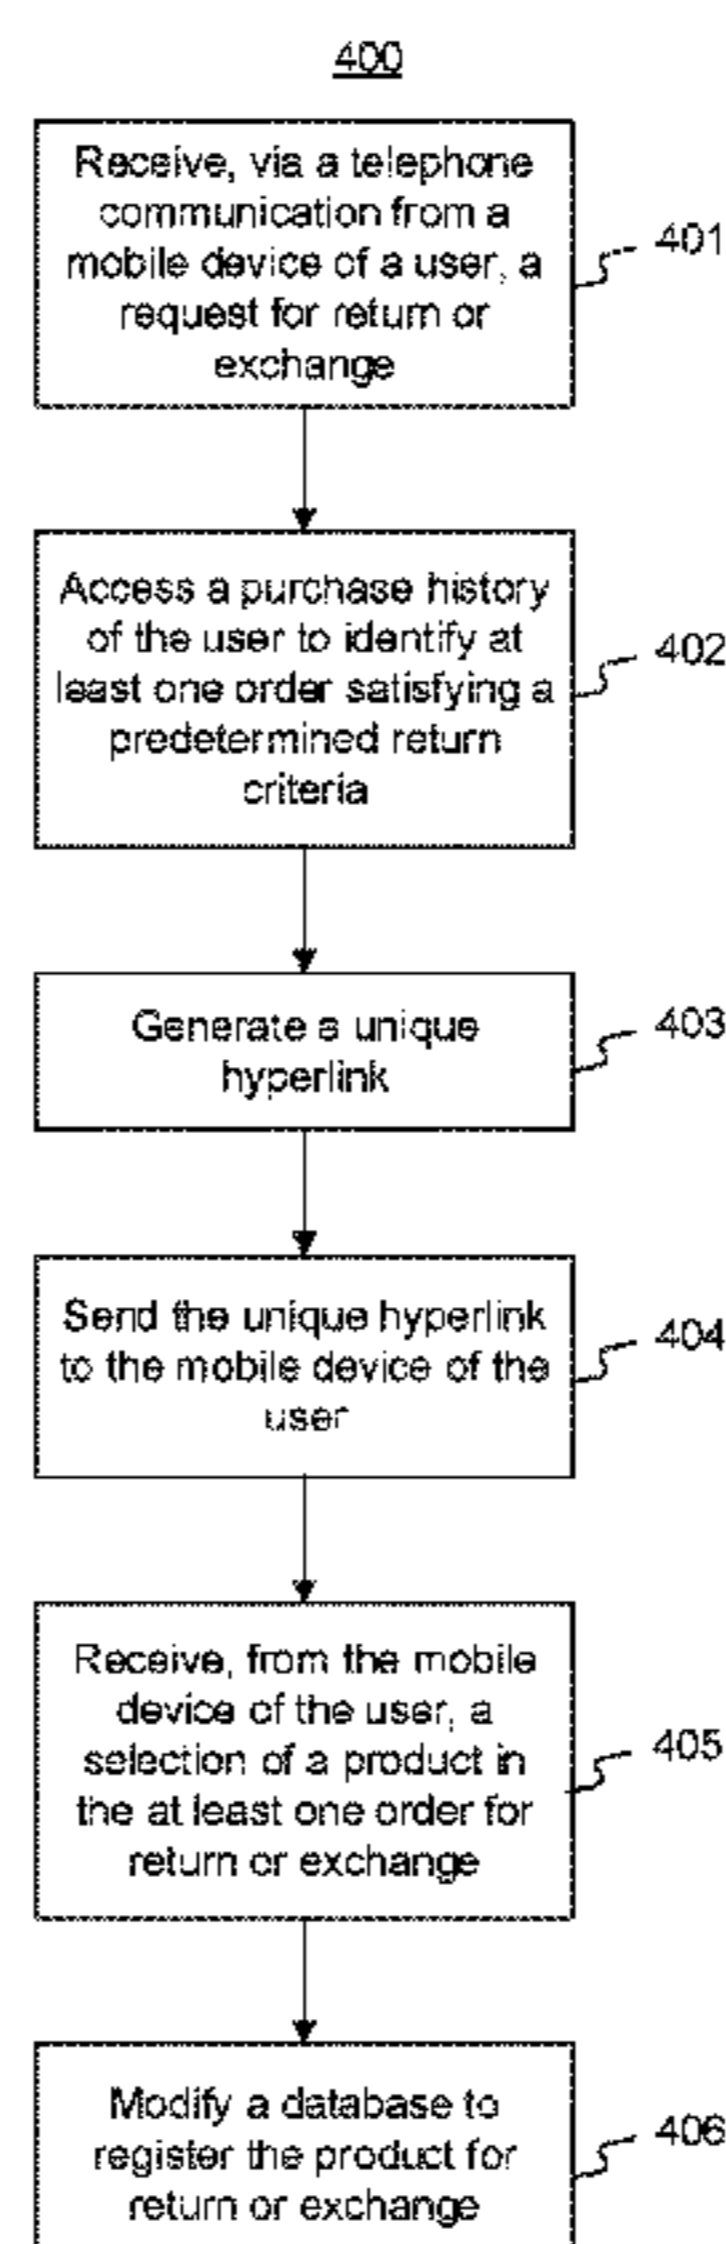 400
Receive, via a telephone
communication from a
mobile device of a user, a
request for return or
exchange
401
Access a purchase history
of the user to identify at
least one order satisfying a
predetermined return
criteria
402
Generate a unique
hyperlink
403
Send the unique hyperlink
to the mobile device of the
user
404
Receive, from the mobile
device of the user, a
selection of a product in
the at least one order for
return or exchange
405
Modify a database to
register the product for
return or exchange
406